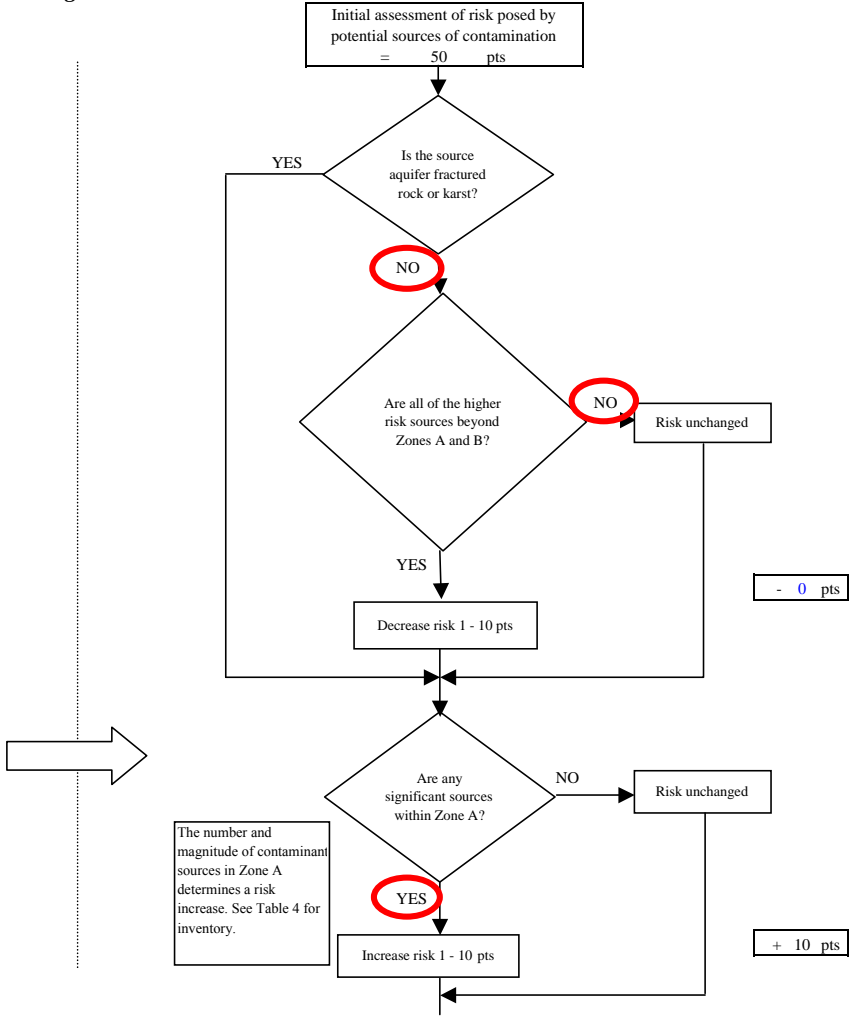 Initial assessment of risk posed by
potential sources of contamination
= 50 pts
YES
Is the source
aquifer fractured
rock or karst?
NO
Are all of the higher
risk sources beyond
Zones A and B?
NO
Risk unchanged
YES
- 0 pts
Decrease risk 1 - 10 pts
Are any
significant sources
within Zone A?
NO
Risk unchanged
The number and
magnitude of contaminant
sources in Zone A
determines a risk
increase. See Table 4 for
inventory.
YES
+ 10 pts
Increase risk 1 - 10 pts